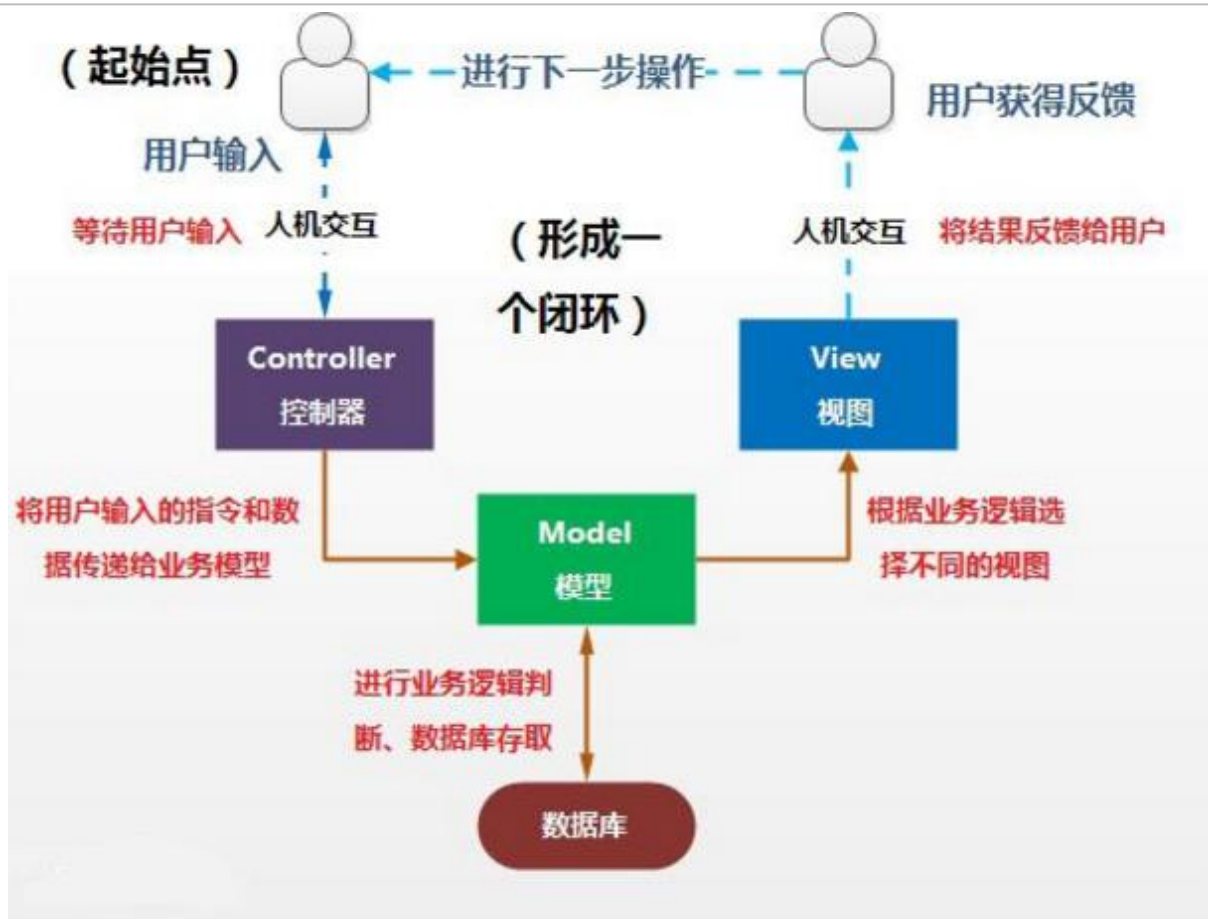 （起始点）
进行下一步操作
用户获得反馈
用户输入
等待用户输入
人机交互
（形成一
个闭环）
人机交互
将结果反馈给用户
Controller
控制器
View
视图
将用户输入的指令和数
据传递给业务模型
Model
模型
根据业务逻辑选
择不同的视图
进行业务逻辑判
断、数据库存取
数据库